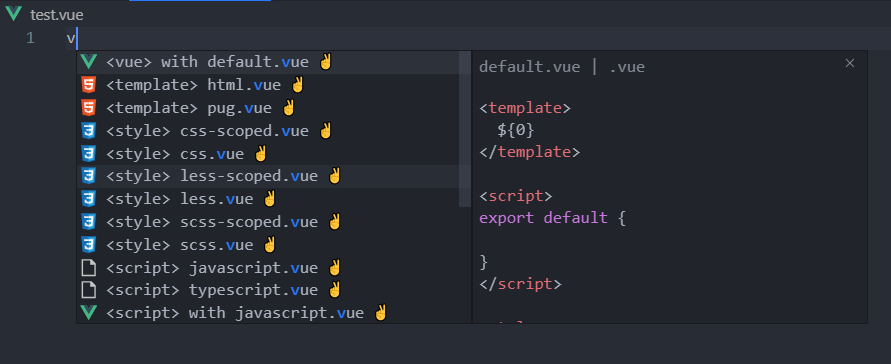 test.vue
1 v
<vue> with default.vue ✌
<template> html.vue ✌
<template> pug.vue ✌
<style> css-scoped.vue ✌
<style> css.vue ✌
<style> less-scoped.vue ✌
<style> less.vue ✌
<style> scss-scoped.vue ✌
<style> scss.vue ✌
<script> javascript.vue ✌
<script> typescript.vue ✌
<script> with javascript.vue ✌
default.vue | .vue
<template>
${0}
</template>
<script>
export default {
}
</script>